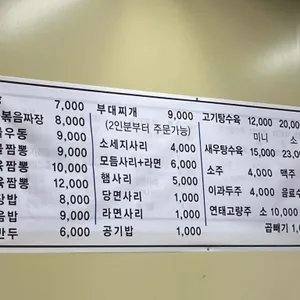 7,000
볶음짜장 8,000
우동 9,000
짬뽕 9,000
짬뽕 10,000
짬뽕 12,000
밥 8,000
밥 9,000
만두 6,000
부대찌개 9,000
(2인분부터 주문가능)
소세지사리 4,000
모듬사리+라면 6,000
햄사리 5,000
당면사리 1,000
라면사리 1,000
공기밥 1,000
고기탕수육 12,000 20,00
미니 소
새우탕수육 15,000 23,00
소주 4,000 맥주
이과두주 4,000 음료수
연태고량주 소 10,000
곱빼기 1,00